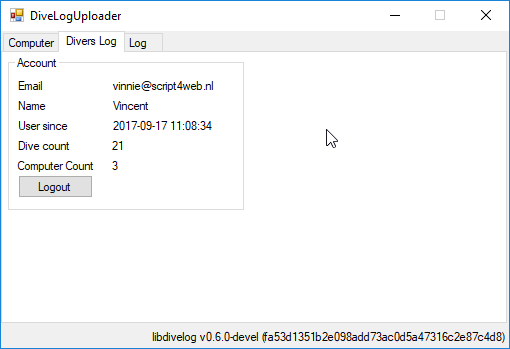 DiveLogUploader
Computer Divers Log Log
Account
Email vinnie@script4web.nl
Name Vincent
User since 2017-09-17 11:08:34
Dive count 21
Computer Count 3
Logout
libdivelog v0.6.0-devel (fa53d1351b2e098add73ac0d5a47316c2e87c4d8)